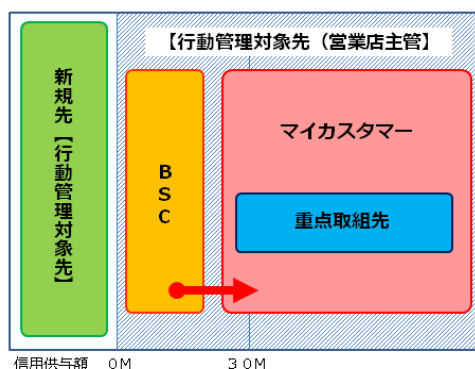 【行動管理対象先（営業店主管】
新規先【行動管理対象先】
BSC
マイカスタマー
重点取組先
信用供与額 0M 30M